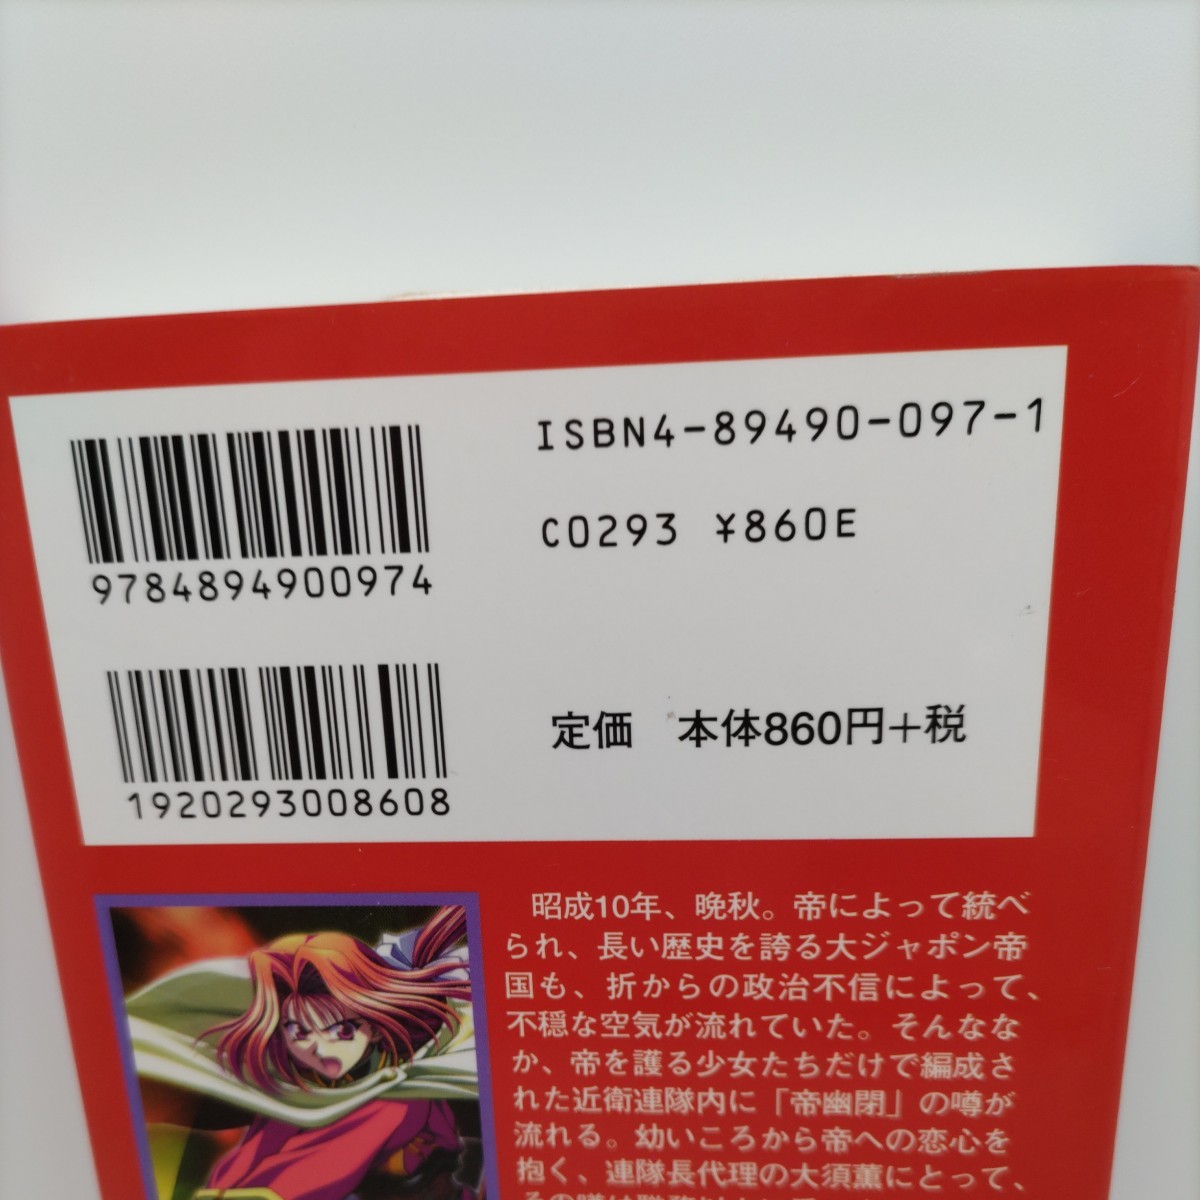 ISBN4-89490-097-1
C0293 ¥860E
9784894900974
1920293008608
定価 本体860円+税
昭成10年、晩秋。帝によって統べ
られ、長い歴史を誇る大ジャポン帝
国も、折からの政治不信によって、
不穏な空気が流れていた。そんなな
か、帝を護る少女たちだけで編成さ
れた近衛連隊内に「帝幽閉」の噂が
流れる。幼いころから帝への恋心を
抱く、連隊長代理の大須薫にとって、